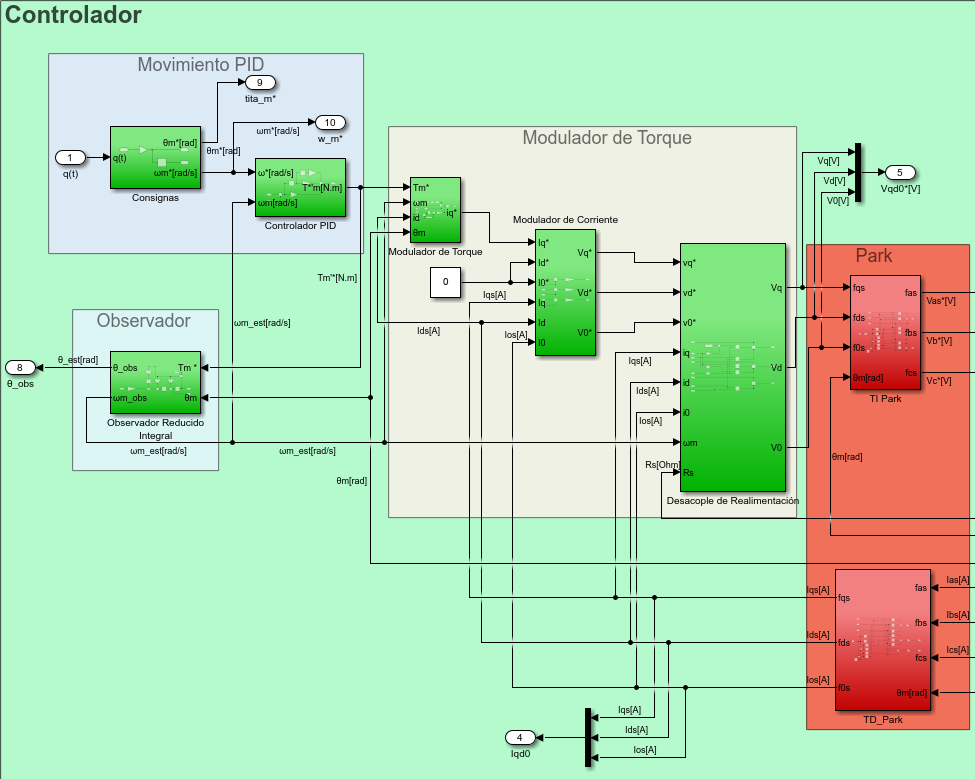 Controlador
Movimiento PID
9
tita_m*
10
w_m*
ωm*[rad/s]
θm*[rad]
1
q(t)
q(t)
θm*[rad]
ωm*[rad/s]
Consignas
ω*[rad/s]
ωm[rad/s]
T*m[N.m]
Controlador PID
Tm*[N.m]
ωm_est[rad/s]
Observador
8
θ_obs
θ_est[rad]
θ_obs
ωm_obs
Tm *
θm
Observador Reducido
Integral
ωm_est[rad/s]
ωm_est[rad/s]
θm[rad]
Modulador de Torque
Tm*
ωm
id
θm
iq*
Modulador de Torque
0
Iqs[A]
Ids[A]
Ios[A]
Modulador de Corriente
Iq*
Id*
I0*
Iq
Id
I0
Vq*
Vd*
V0*
Iqs[A]
Ids[A]
Ios[A]
Rs[Ohm]
vq*
vd*
v0*
iq
id
i0
ωm
Rs
Vq
Vd
V0
Desacople de Realimentación
Vq[V]
Vd[V]
V0[V]
5
Vqd0*[V]
Park
fqs
fds
f0s
θm[rad]
fas
fbs
fcs
TI Park
Vas*[V]
Vb*[V]
Vc*[V]
θm[rad]
Iqs[A]
Ids[A]
Ios[A]
fqs
fds
f0s
fas
fbs
fcs
θm[rad]
TD_Park
Ias[A]
Ibs[A]
Ics[A]
Iqs[A]
Ids[A]
Ios[A]
4
Iqd0